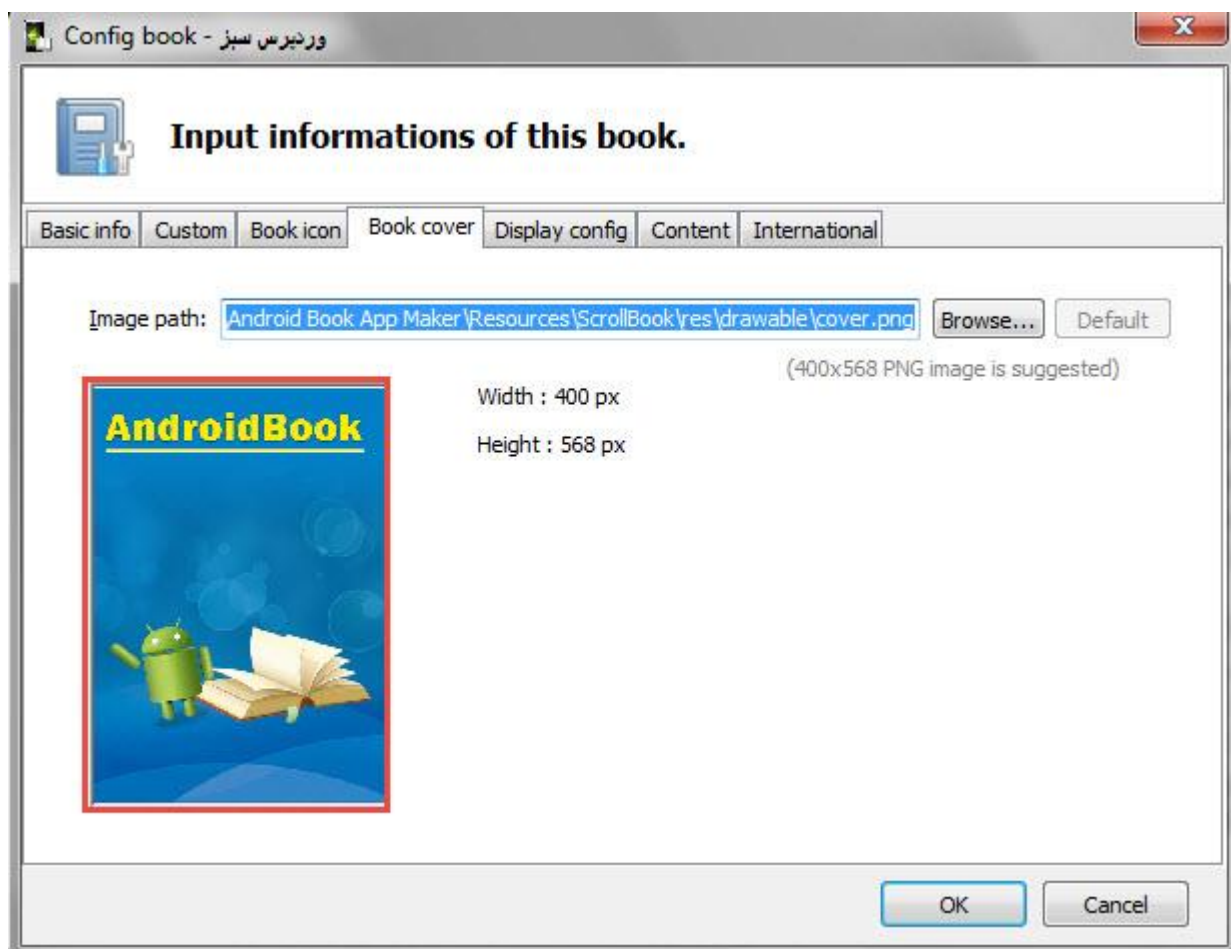 Config book - وردپرس سبز
X
Input informations of this book.
Basic info Custom Book icon Book cover Display config Content International
Image path: Android Book App Maker\Resources\ScrollBook\res\drawable\cover.png Browse... Default
(400x568 PNG image is suggested)
AndroidBook
Width : 400 px
Height : 568 px
OK Cancel